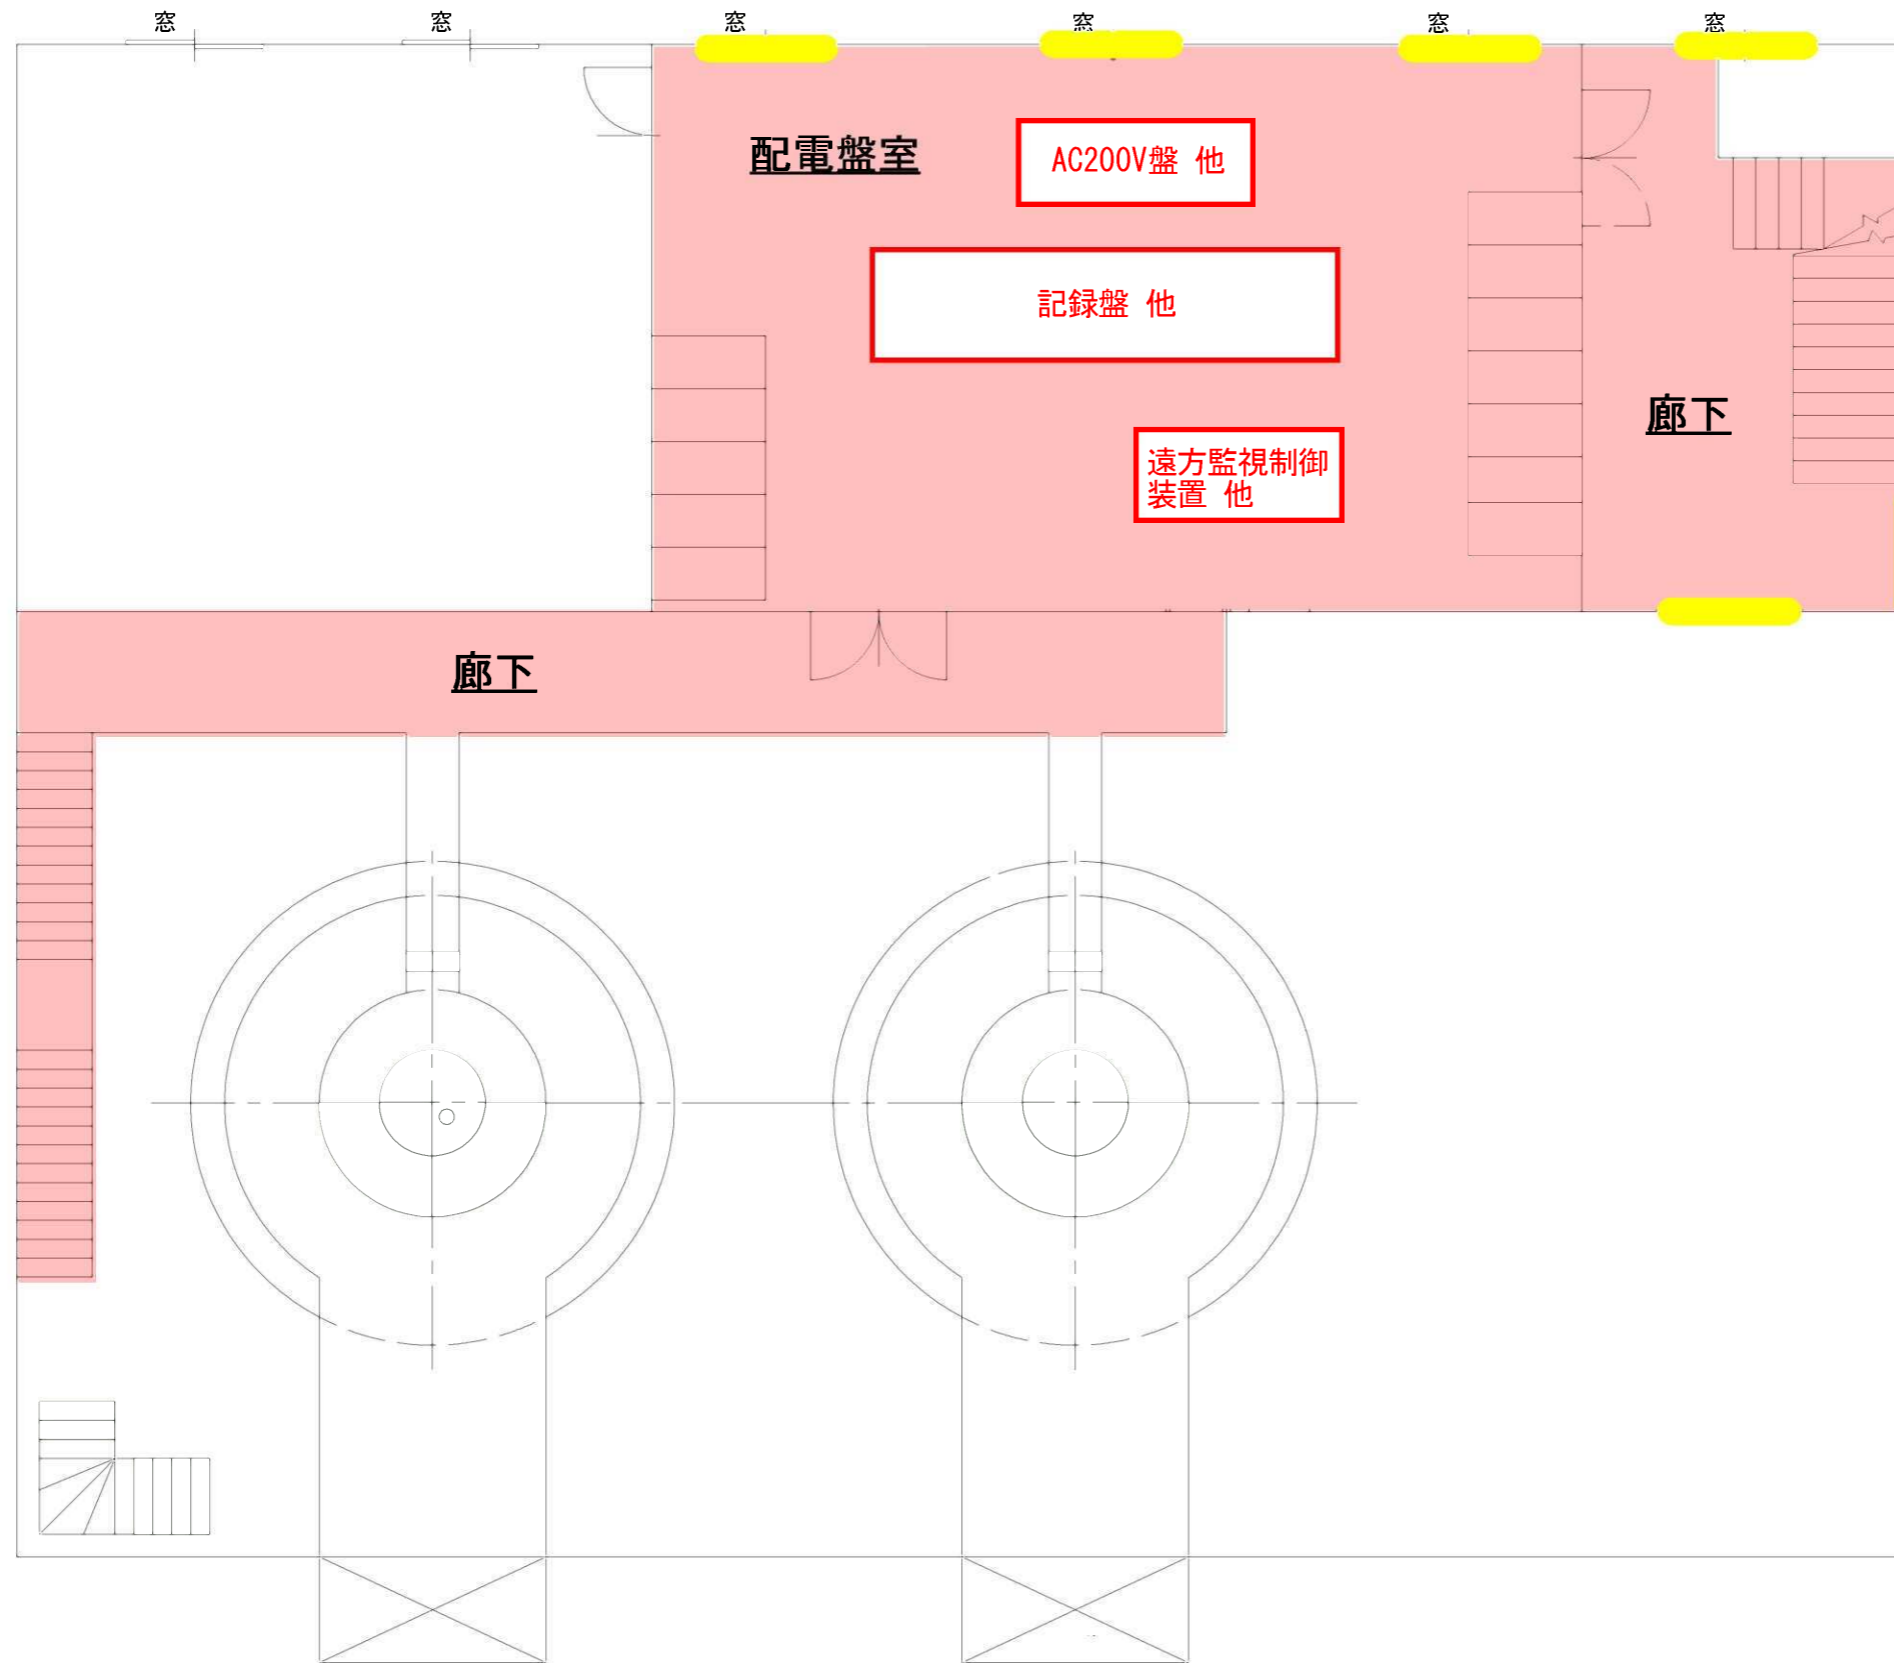 窓 窓 窓 窓 窓 窓
配電盤室
AC200V盤 他
記録盤 他
廊下
遠方監視制御
装置 他
廊下